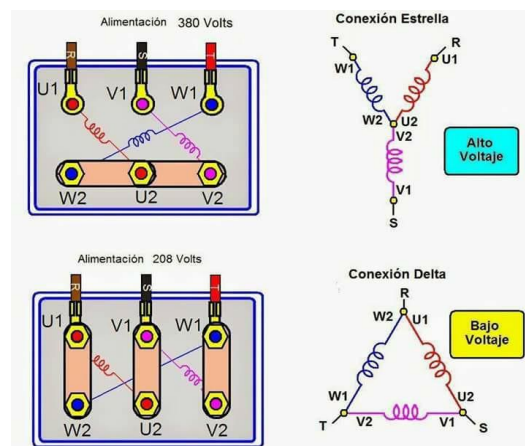 Alimentación 380 Volts
R S T
U1 V1 W1
W2 U2 V2
Conexión Estrella
T R
W1 U1
W2 U2
V2
V1
S
Alto
Voltaje
Alimentación 208 Volts
R S T
U1 V1 W1
W2 U2 V2
Conexión Delta
R
W2 U1
W1 U2
T V2 V1 S
Bajo
Voltaje